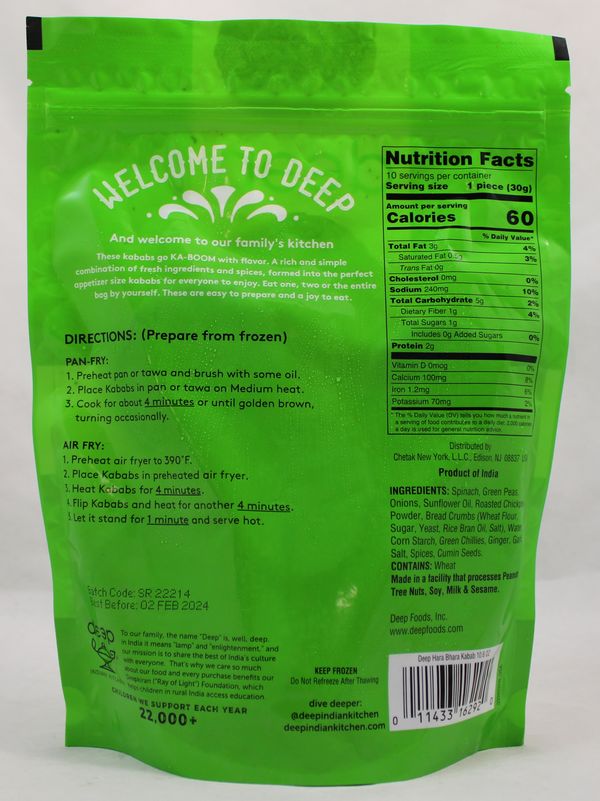 WELCOME TO DEEP
And welcome to our family's kitchen
These kababs go KA-BOOM with flavor. A rich and simple
combination of fresh ingredients and spices, formed into the perfect
appetizer size kababs for everyone to enjoy. Eat one, two or the entire
bag by yourself. These are easy to prepare and a joy to eat.
DIRECTIONS: (Prepare from frozen)
PAN-FRY:
1. Preheat pan or tawa and brush with some oil.
2. Place Kababs in pan or tawa on Medium heat.
3. Cook for about 4 minutes or until golden brown,
turning occasionally.
AIR FRY:
1. Preheat air fryer to 390°F.
2. Place Kababs in preheated air fryer.
3. Heat Kababs for 4 minutes.
4. Flip Kababs and heat for another 4 minutes.
5. Let it stand for 1 minute and serve hot.
Batch Code: SR 22214
Best Before: 02 FEB 2024
deep
INDIAN KITCHEN
To our family, the name "Deep" is, well, deep.
in India it means "lamp" and "enlightenment," and
our mission is to share the best of India's culture
with everyone. That's why we care so much
about our food and every purchase benefits our
Deepkiran ("Ray of Light") Foundation, which
helps children in rural India access education.
CHILDREN WE SUPPORT EACH YEAR
22,000+
KEEP FROZEN
Do Not Refreeze After Thawing
dive deeper:
@deepindiankitchen
deepindiankitchen.com
Nutrition Facts
10 servings per container
Serving size 1 piece (30g)
Amount per serving
Calories 60
% Daily Value*
Total Fat 3g 4%
Saturated Fat 0.5g 3%
Trans Fat 0g
Cholesterol 0mg 0%
Sodium 240mg 10%
Total Carbohydrate 5g 2%
Dietary Fiber 1g 4%
Total Sugars 1g
Includes 0g Added Sugars 0%
Protein 2g
Vitamin D 0mcg 0%
Calcium 100mg 8%
Iron 1.2mg 6%
Potassium 70mg 2%
* The % Daily Value (DV) tells you how much a nutrient in
a serving of food contributes to a daily diet. 2,000 calories
a day is used for general nutrition advice.
Distributed by
Chetak New York, L.L.C., Edison, NJ 08837
Product of India
INGREDIENTS: Spinach, Green Peas,
Onions, Sunflower Oil, Roasted Chickpea
Powder, Bread Crumbs (Wheat Flour,
Sugar, Yeast, Rice Bran Oil, Salt), Water,
Corn Starch, Green Chillies, Ginger, Garlic,
Salt, Spices, Cumin Seeds.
CONTAINS: Wheat
Made in a facility that processes Peanut,
Tree Nuts, Soy, Milk & Sesame.
Deep Foods, Inc.
www.deepfoods.com
Deep Hara Bhara Kabab 10.6 OZ
0 11433 16292 0